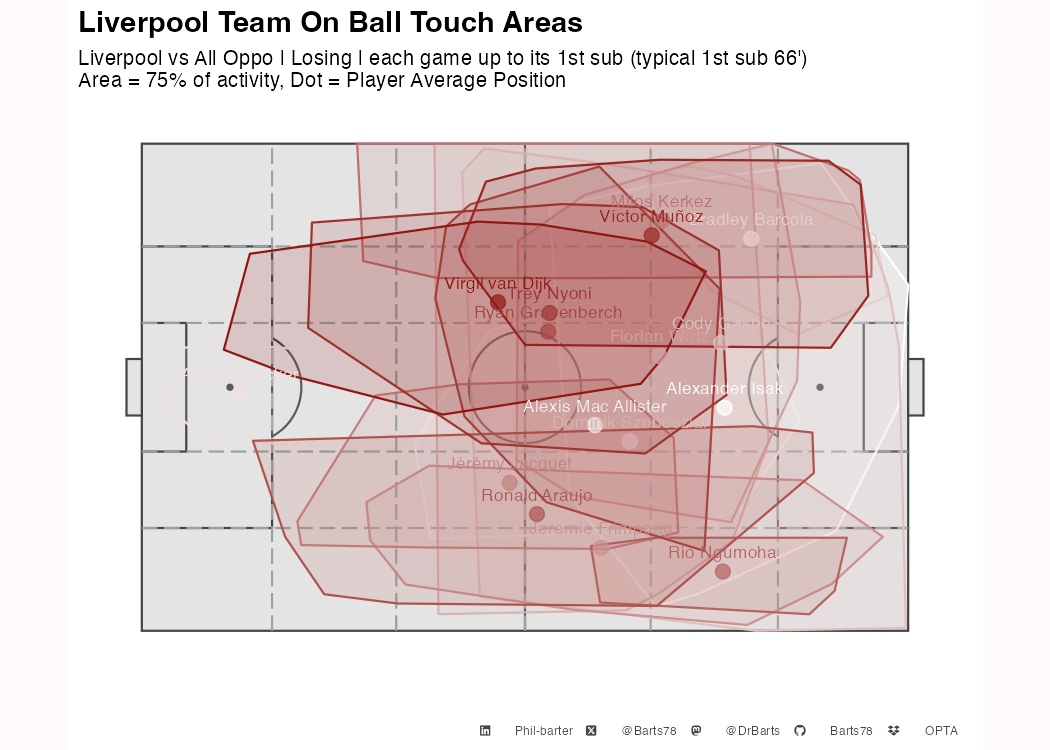 Liverpool Team On Ball Touch Areas
Liverpool vs All Oppo | Losing | each game up to its 1st sub (typical 1st sub 66')
Area = 75% of activity, Dot = Player Average Position
Milos Kerkez
Víctor Muñoz
Bradley Barcola
Virgil van Dijk
Trey Nyoni
Ryan Gravenberch
Cody Gakpo
Florian Wirtz
Alexander Isak
Alexis Mac Allister
Dominik Szoboszlai
Jérémy Jacquet
Ronald Araujo
Jeremie Frimpong
Rio Ngumoha
Phil-barter @Barts78 @DrBarts Barts78 OPTA